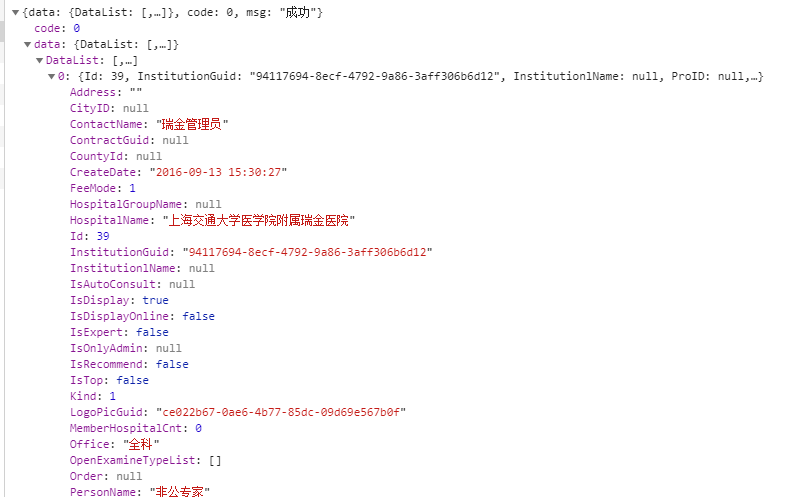 {data: {DataList: [,…]}, code: 0, msg: "成功"}
code: 0
data: {DataList: [,…]}
DataList: [,…]
0: {Id: 39, InstitutionGuid: "94117694-8ecf-4792-9a86-3aff306b6d12", InstitutionlName: null, ProID: null,…}
Address: ""
CityID: null
ContactName: "瑞金管理员"
ContractGuid: null
CountyId: null
CreateDate: "2016-09-13 15:30:27"
FeeMode: 1
HospitalGroupName: null
HospitalName: "上海交通大学医学院附属瑞金医院"
Id: 39
InstitutionGuid: "94117694-8ecf-4792-9a86-3aff306b6d12"
InstitutionlName: null
IsAutoConsult: null
IsDisplay: true
IsDisplayOnline: false
IsExpert: false
IsOnlyAdmin: null
IsRecommend: false
IsTop: false
Kind: 1
LogoPicGuid: "ce022b67-0ae6-4b77-85dc-09d69e567b0f"
MemberHospitalCnt: 0
Office: "全科"
OpenExamineTypeList: []
Order: null
PersonName: "非公专家"